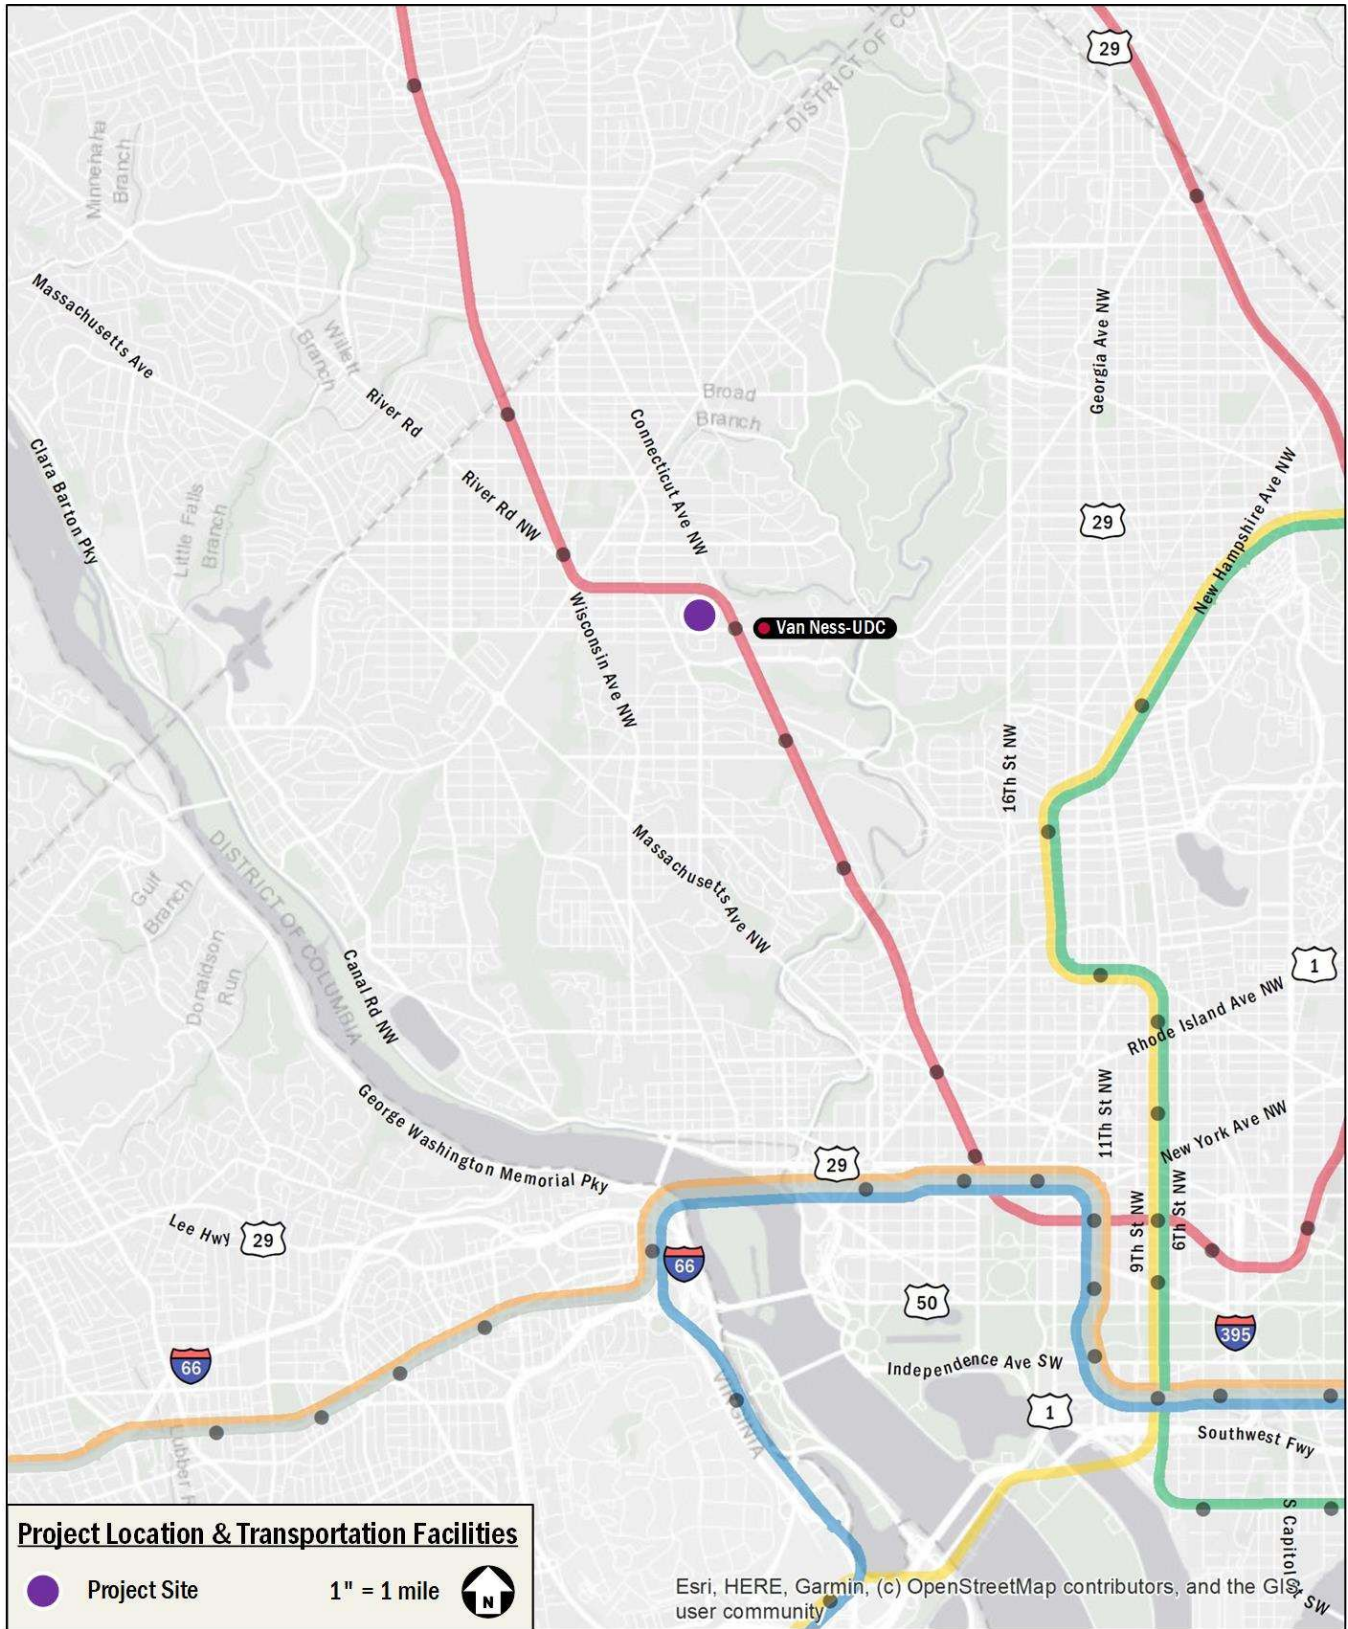 29
DISTRICT OF CO
Minnehaha
Branch
Massachusetts Ave
Willett
Branch
Georgia Ave NW
River Rd
Broad
Branch
Connecticut Ave NW
Clara Barton Pky
River Rd NW
Little Falls
Branch
29
New Hampshire Ave NW
Wisconsin Ave NW
Van Ness-UDC
16Th St NW
Massachusetts Ave NW
DISTRICT OF COLUMBIA
Gulf
Branch
Donaldson
Run
Canal Rd NW
1
Rhode Island Ave NW
11Th St NW
George Washington Memorial Pky
New York Ave NW
29
Lee Hwy
29
9Th St NW
6Th St NW
66
50
395
66
Independence Ave SW
VIRGINIA
1
Southwest Fwy
Lubber R
S Capitol St SW
Project Location & Transportation Facilities
Project Site
1" = 1 mile
N
Esri, HERE, Garmin, (c) OpenStreetMap contributors, and the GIS
user community